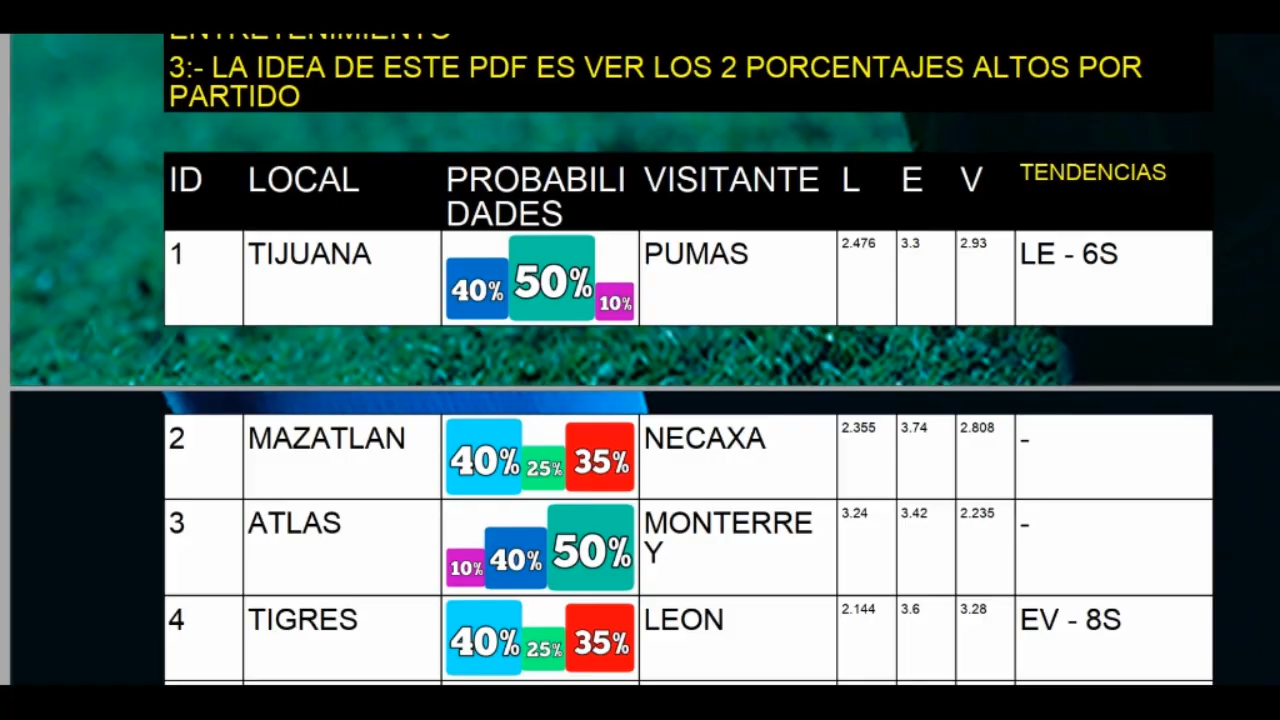 ENTRETENIMIENTO
3:- LA IDEA DE ESTE PDF ES VER LOS 2 PORCENTAJES ALTOS POR
PARTIDO
ID LOCAL PROBABILI VISITANTE L E V TENDENCIAS
DADES
1 TIJUANA 40% 50% 10% PUMAS 2.476 3.3 2.93 LE - 6S
2 MAZATLAN 40% 25% 35% NECAXA 2.355 3.74 2.808 -
3 ATLAS 10% 40% 50% MONTERRE 3.24 3.42 2.235 -
Y
4 TIGRES 40% 25% 35% LEON 2.144 3.6 3.28 EV - 8S